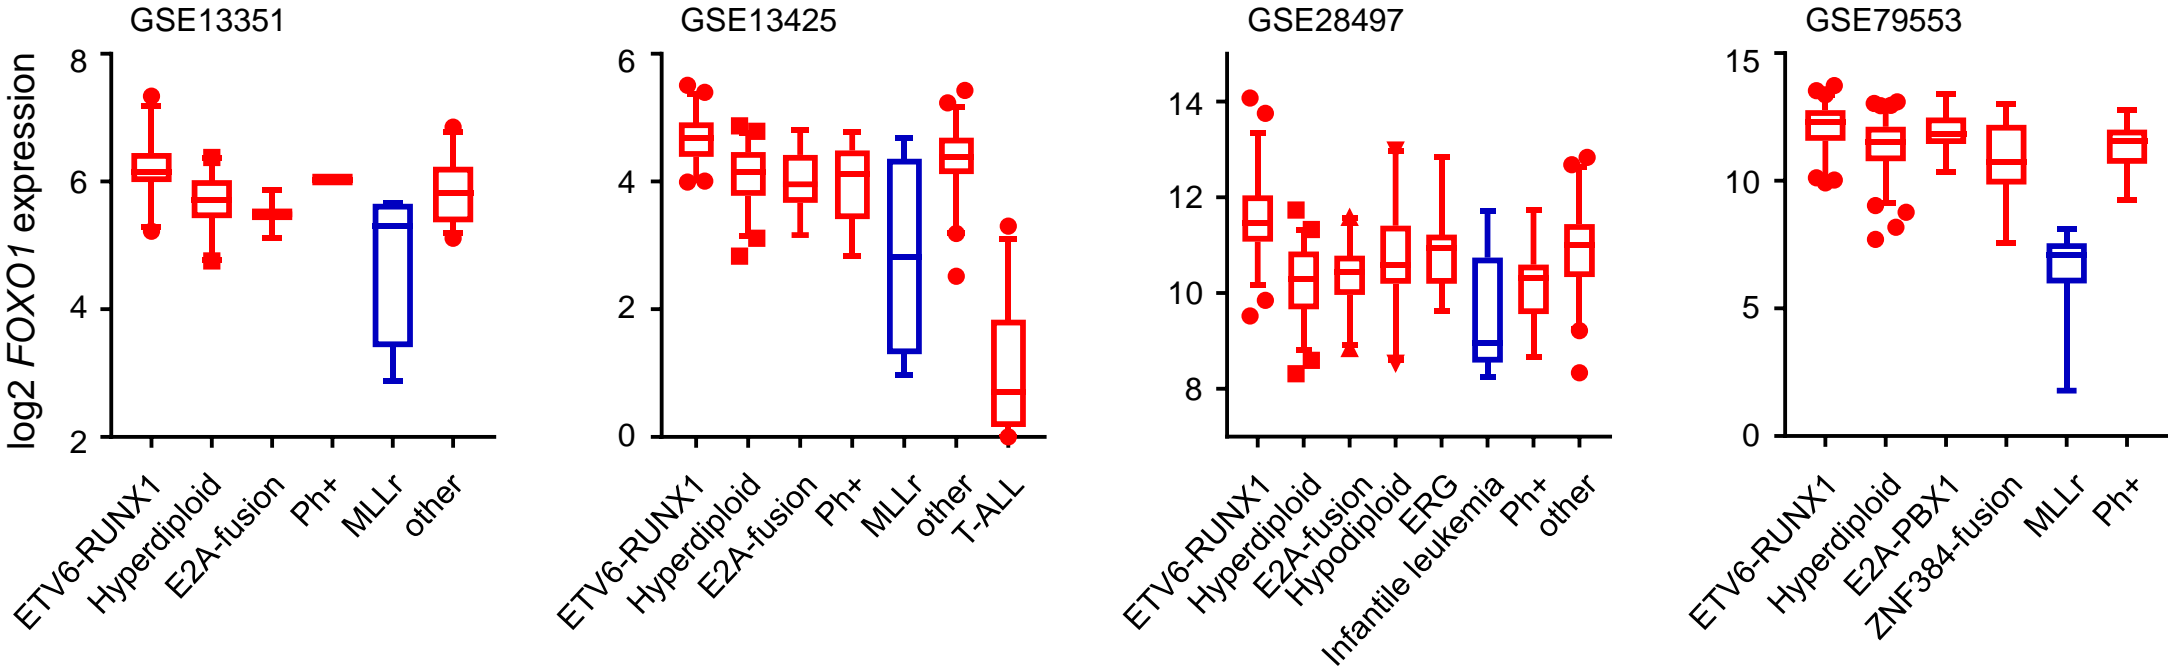 GSE13351
GSE13425
GSE28497
GSE79553
log2 FOXO1 expression
8
6
4
2
ETV6-RUNX1
Hyperdiploid
E2A-fusion
Ph+
MLLr
other
6
4
2
0
ETV6-RUNX1
Hyperdiploid
E2A-fusion
Ph+
MLLr
other
T-ALL
14
12
10
8
ETV6-RUNX1
Hyperdiploid
E2A-fusion
Hypodiploid
ERG
Infantile leukemia
Ph+
other
15
10
5
0
ETV6-RUNX1
Hyperdiploid
E2A-PBX1
ZNF384-fusion
MLLr
Ph+